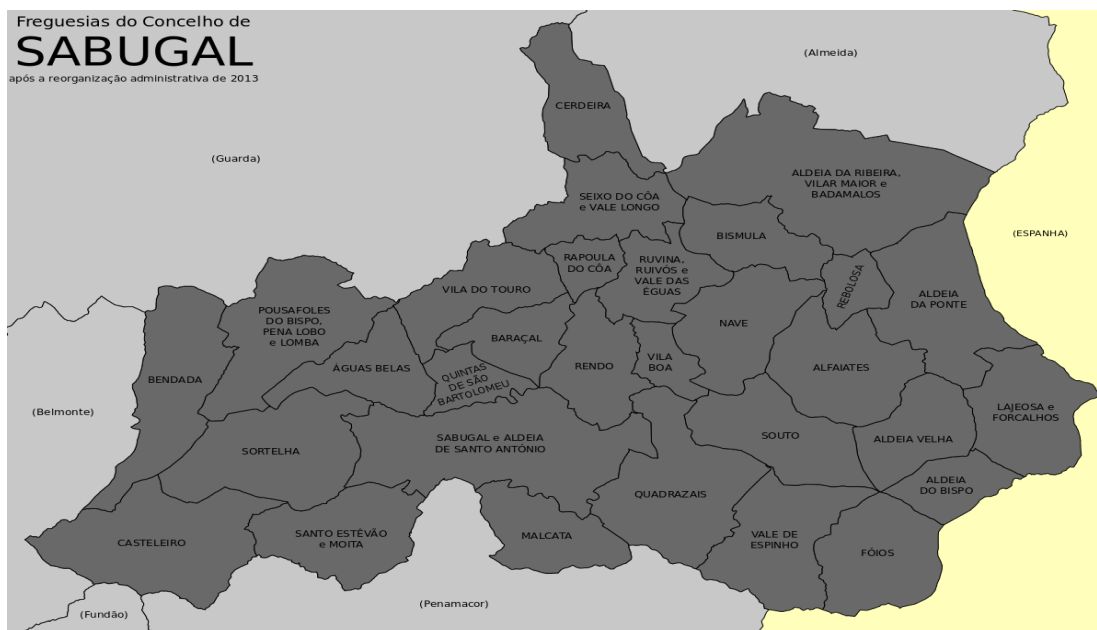 Freguesias do Concelho de
SABUGAL
após a reorganização administrativa de 2013
(Almeida)
CERDEIRA
(Guarda)
ALDEIA DA RIBEIRA,
VILAR MAIOR e
BADAMALOS
SEIXO DO CÔA
e VALE LONGO
BISMULA
(ESPANHA)
RAPOULA
DO CÔA
RUVINA,
RUIVÓS e
VALE DAS
ÉGUAS
REBOLOSA
VILA DO TOURO
ALDEIA
DA PONTE
POUSAFOLES
DO BISPO,
PENA LOBO
e LOMBA
NAVE
BARAÇAL
VILA
BOA
RENDO
ÁGUAS BELAS
ALFAIATES
BENDADA
QUINTAS
DE SÃO
BARTOLOMEU
(Belmonte)
LAJEOSA e
FORCALHOS
SABUGAL e ALDEIA
DE SANTO ANTÓNIO
SOUTO
ALDEIA VELHA
SORTELHA
ALDEIA
DO BISPO
QUADRAZAIS
SANTO ESTÊVÃO
e MOITA
MALCATA
VALE DE
ESPINHO
CASTELEIRO
FÓIOS
(Penamacor)
(Fundão)